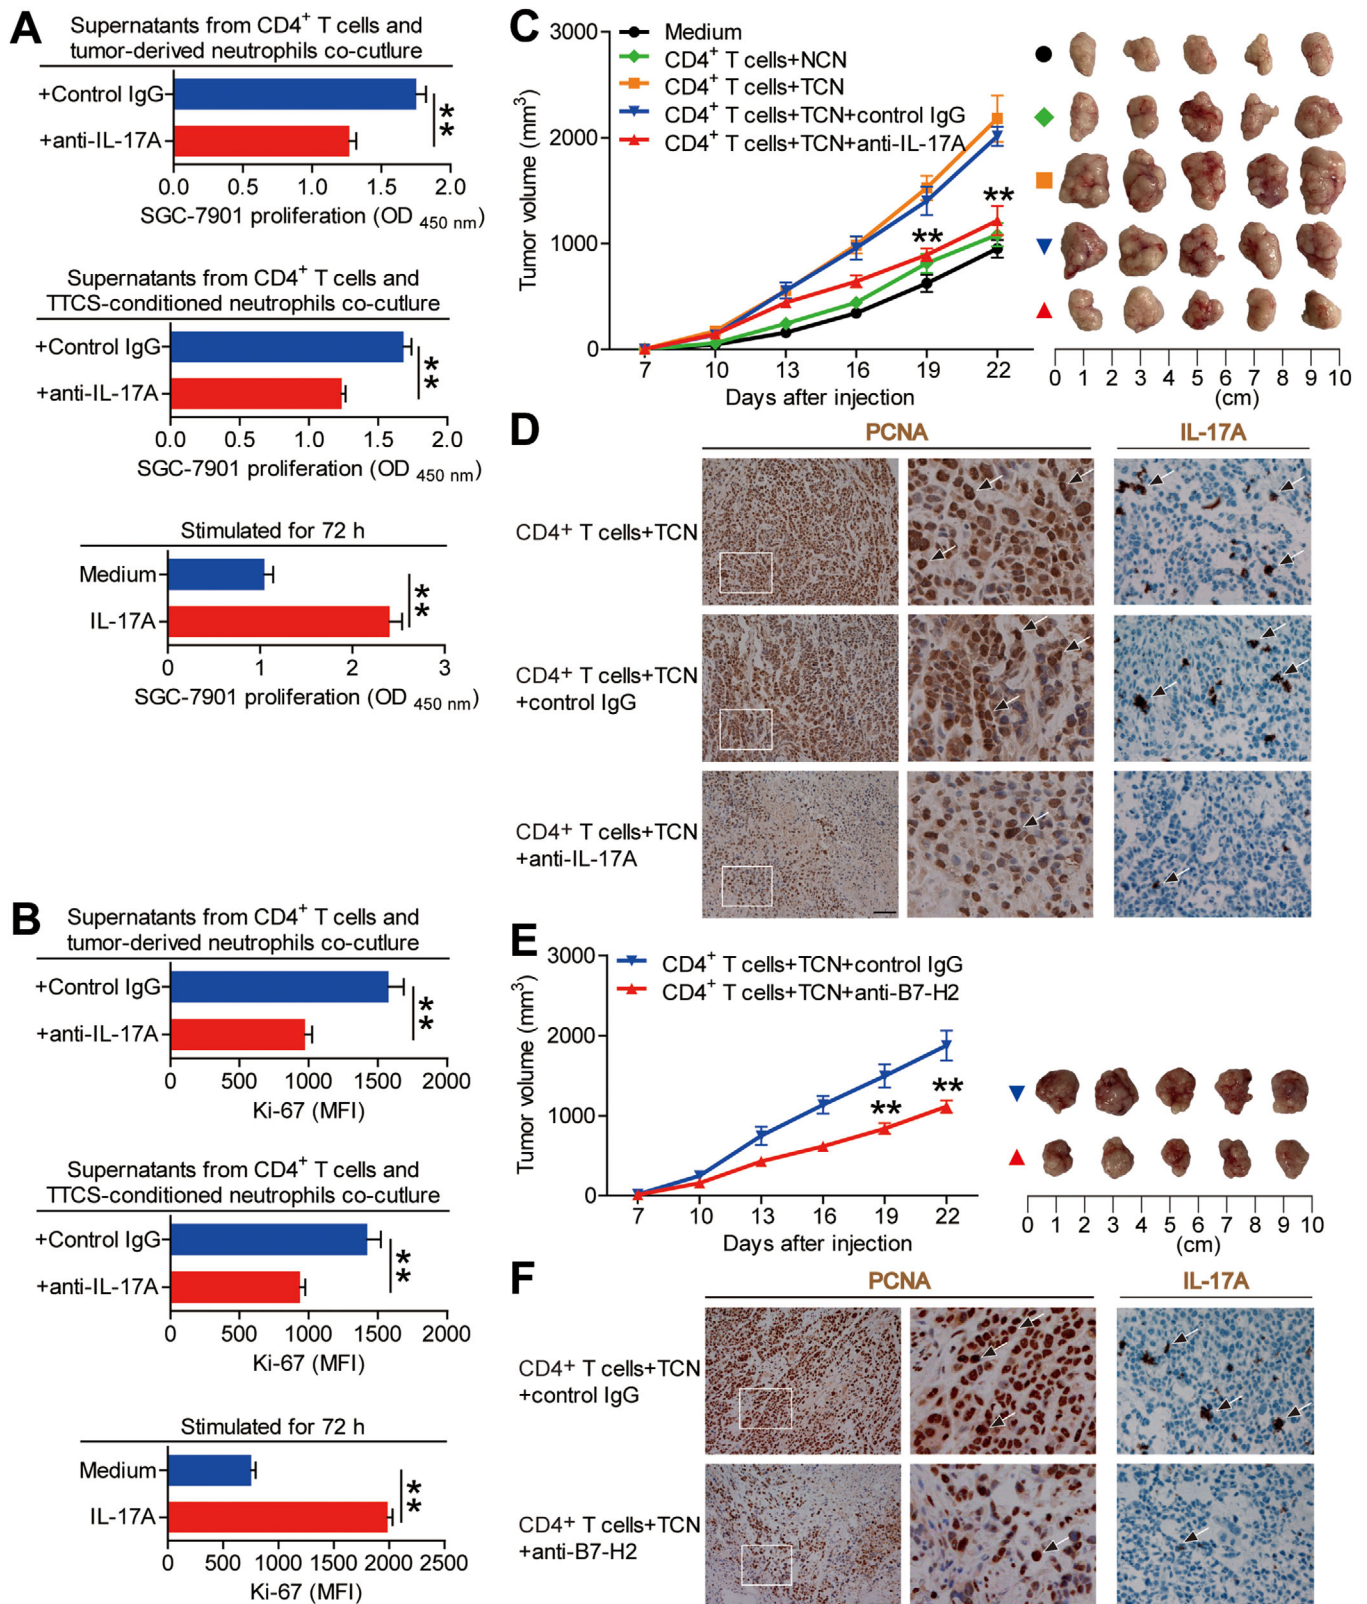 A
Supernatants from CD4+ T cells and
tumor-derived neutrophils co-cutlure
+Control IgG
+anti-IL-17A
**
0.0 0.5 1.0 1.5 2.0
SGC-7901 proliferation (OD 450 nm)
Supernatants from CD4+ T cells and
TTCS-conditioned neutrophils co-cutlure
+Control IgG
+anti-IL-17A
**
0.0 0.5 1.0 1.5 2.0
SGC-7901 proliferation (OD 450 nm)
Stimulated for 72 h
Medium
IL-17A
**
0 1 2 3
SGC-7901 proliferation (OD 450 nm)
B
Supernatants from CD4+ T cells and
tumor-derived neutrophils co-cutlure
+Control IgG
+anti-IL-17A
**
0 500 1000 1500 2000
Ki-67 (MFI)
Supernatants from CD4+ T cells and
TTCS-conditioned neutrophils co-cutlure
+Control IgG
+anti-IL-17A
**
0 500 1000 1500 2000
Ki-67 (MFI)
Stimulated for 72 h
Medium
IL-17A
**
0 500 1000 1500 2000 2500
Ki-67 (MFI)
C
Tumor volume (mm3)
3000
2000
1000
0
Medium
CD4+ T cells+NCN
CD4+ T cells+TCN
CD4+ T cells+TCN+control IgG
CD4+ T cells+TCN+anti-IL-17A
**
**
7 10 13 16 19 22
Days after injection
0 1 2 3 4 5 6 7 8 9 10
(cm)
D
PCNA
IL-17A
CD4+ T cells+TCN
CD4+ T cells+TCN
+control IgG
CD4+ T cells+TCN
+anti-IL-17A
E
Tumor volume (mm3)
3000
2000
1000
0
CD4+ T cells+TCN+control IgG
CD4+ T cells+TCN+anti-B7-H2
**
**
7 10 13 16 19 22
Days after injection
0 1 2 3 4 5 6 7 8 9 10
(cm)
F
PCNA
IL-17A
CD4+ T cells+TCN
+control IgG
CD4+ T cells+TCN
+anti-B7-H2